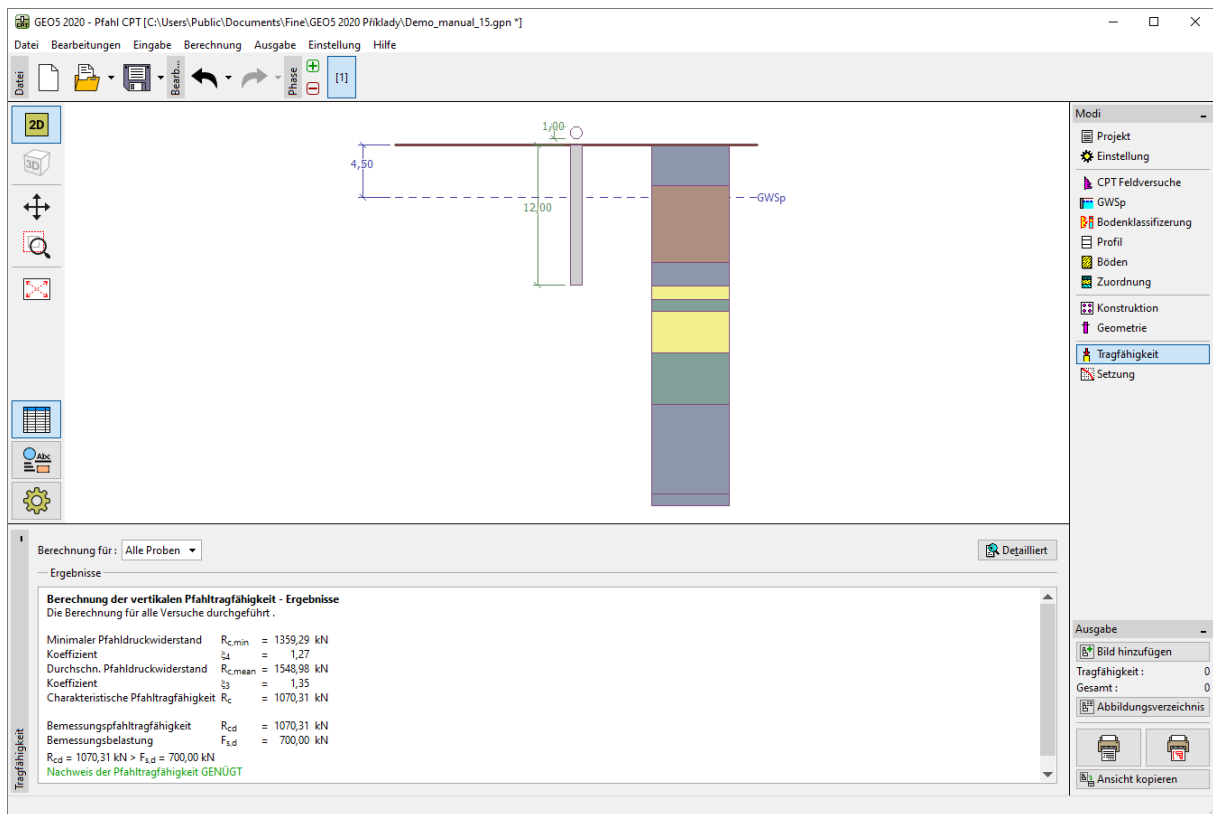 GEO5 2020 - Pfahl CPT [C:\Users\Public\Documents\Fine\GEO5 2020 Příklady\Demo_manual_15.gpn *]
Datei Bearbeitungen Eingabe Berechnung Ausgabe Einstellung Hilfe
Datei
Bearb...
Phase
[1]
2D
3D
Abc
1,00
4,50
12,00
GWSp
Modi
Projekt
Einstellung
CPT Feldversuche
GWSp
Bodenklassifizerung
Profil
Böden
Zuordnung
Konstruktion
Geometrie
Tragfähigkeit
Setzung
Tragfähigkeit
Berechnung für : Alle Proben
Detailliert
Ergebnisse
Berechnung der vertikalen Pfahltragfähigkeit - Ergebnisse
Die Berechnung für alle Versuche durchgeführt .
Minimaler Pfahldruckwiderstand Rc,min = 1359,29 kN
Koeffizient ξ4 = 1,27
Durchschn. Pfahldruckwiderstand Rc,mean = 1548,98 kN
Koeffizient ξ3 = 1,35
Charakteristische Pfahltragfähigkeit Rc = 1070,31 kN
Bemessungspfahltragfähigkeit Rcd = 1070,31 kN
Bemessungsbelastung Fs,d = 700,00 kN
Rcd = 1070,31 kN > Fs,d = 700,00 kN
Nachweis der Pfahltragfähigkeit GENÜGT
Ausgabe
Bild hinzufügen
Tragfähigkeit : 0
Gesamt : 0
Abbildungsverzeichnis
Ansicht kopieren